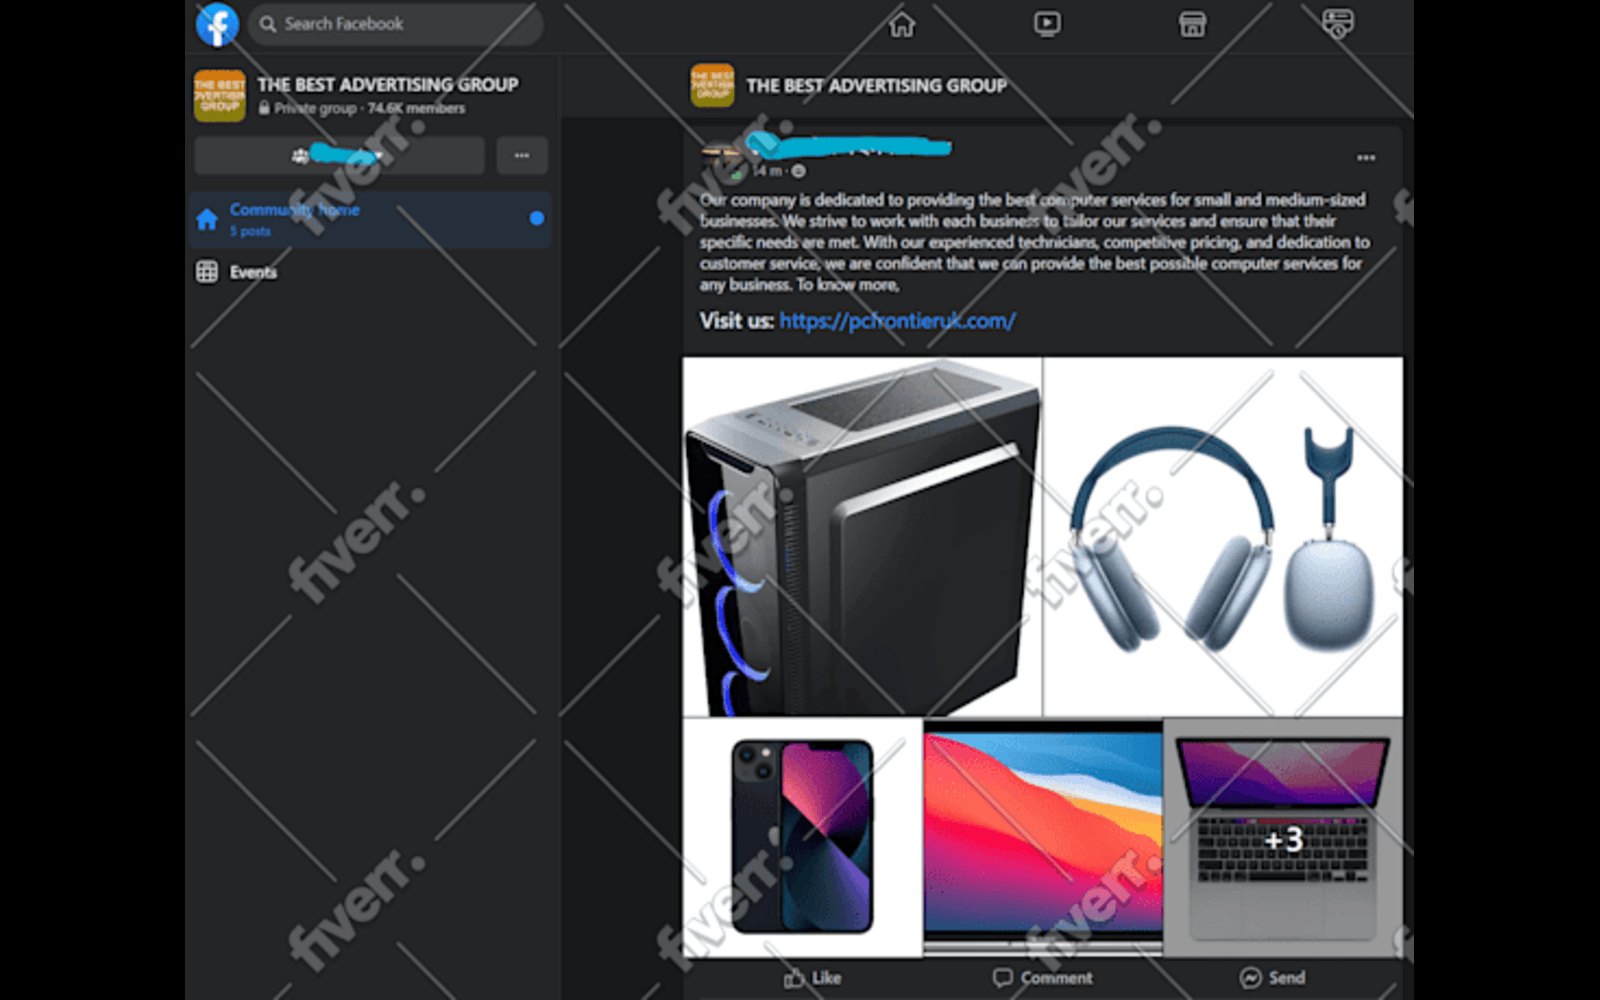 Search Facebook
THE BEST ADVERTISING GROUP
Private group · 74.6K members
Community home
5 posts
Events
THE BEST ADVERTISING GROUP
THE BEST ADVERTISING GROUP
4 m ·
Our company is dedicated to providing the best computer services for small and medium-sized
businesses. We strive to work with each business to tailor our services and ensure that their
specific needs are met. With our experienced technicians, competitive pricing, and dedication to
customer service, we are confident that we can provide the best possible computer services for
any business. To know more,
Visit us: https://pcfrontieruk.com/
+3
Like
Comment
Send
fiverr.
fiverr.
fiverr.
fiverr.
fiverr.
fiverr.
fiverr.
fiverr.
fiverr.